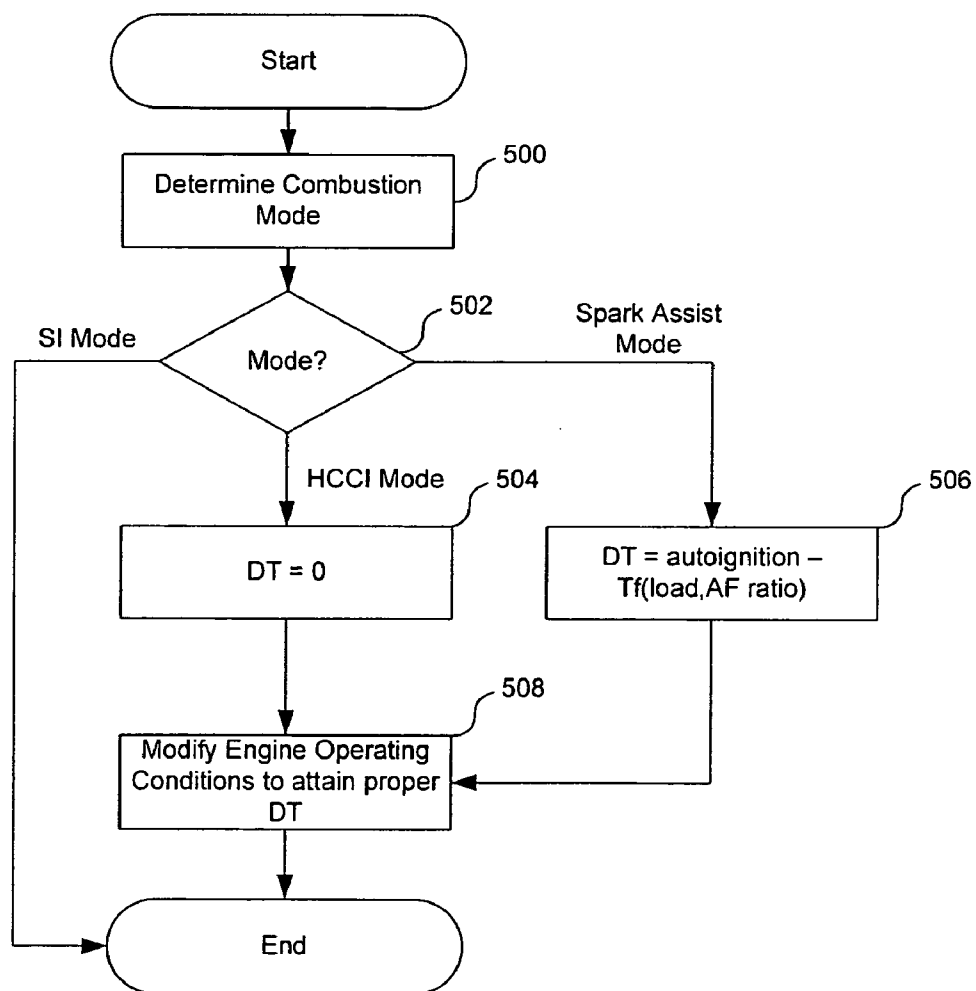 Start
500
Determine Combustion
Mode
502
SI Mode
Mode?
Spark Assist
Mode
HCCI Mode
504
506
DT = 0
DT = autoignition –
Tf(load,AF ratio)
508
Modify Engine Operating
Conditions to attain proper
DT
End